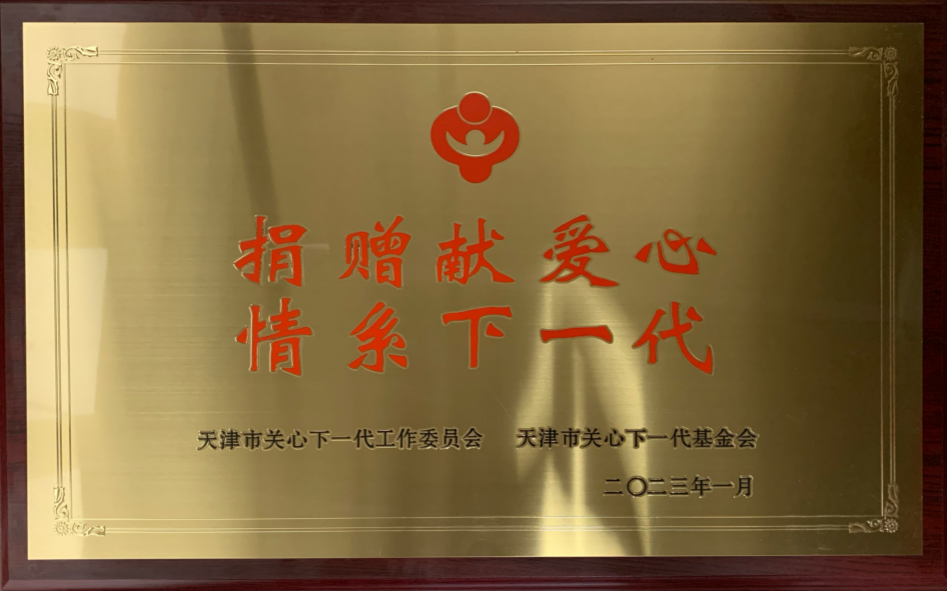 捐赠献爱心
情系下一代
天津市关心下一代工作委员会 天津市关心下一代基金会
二〇二三年一月